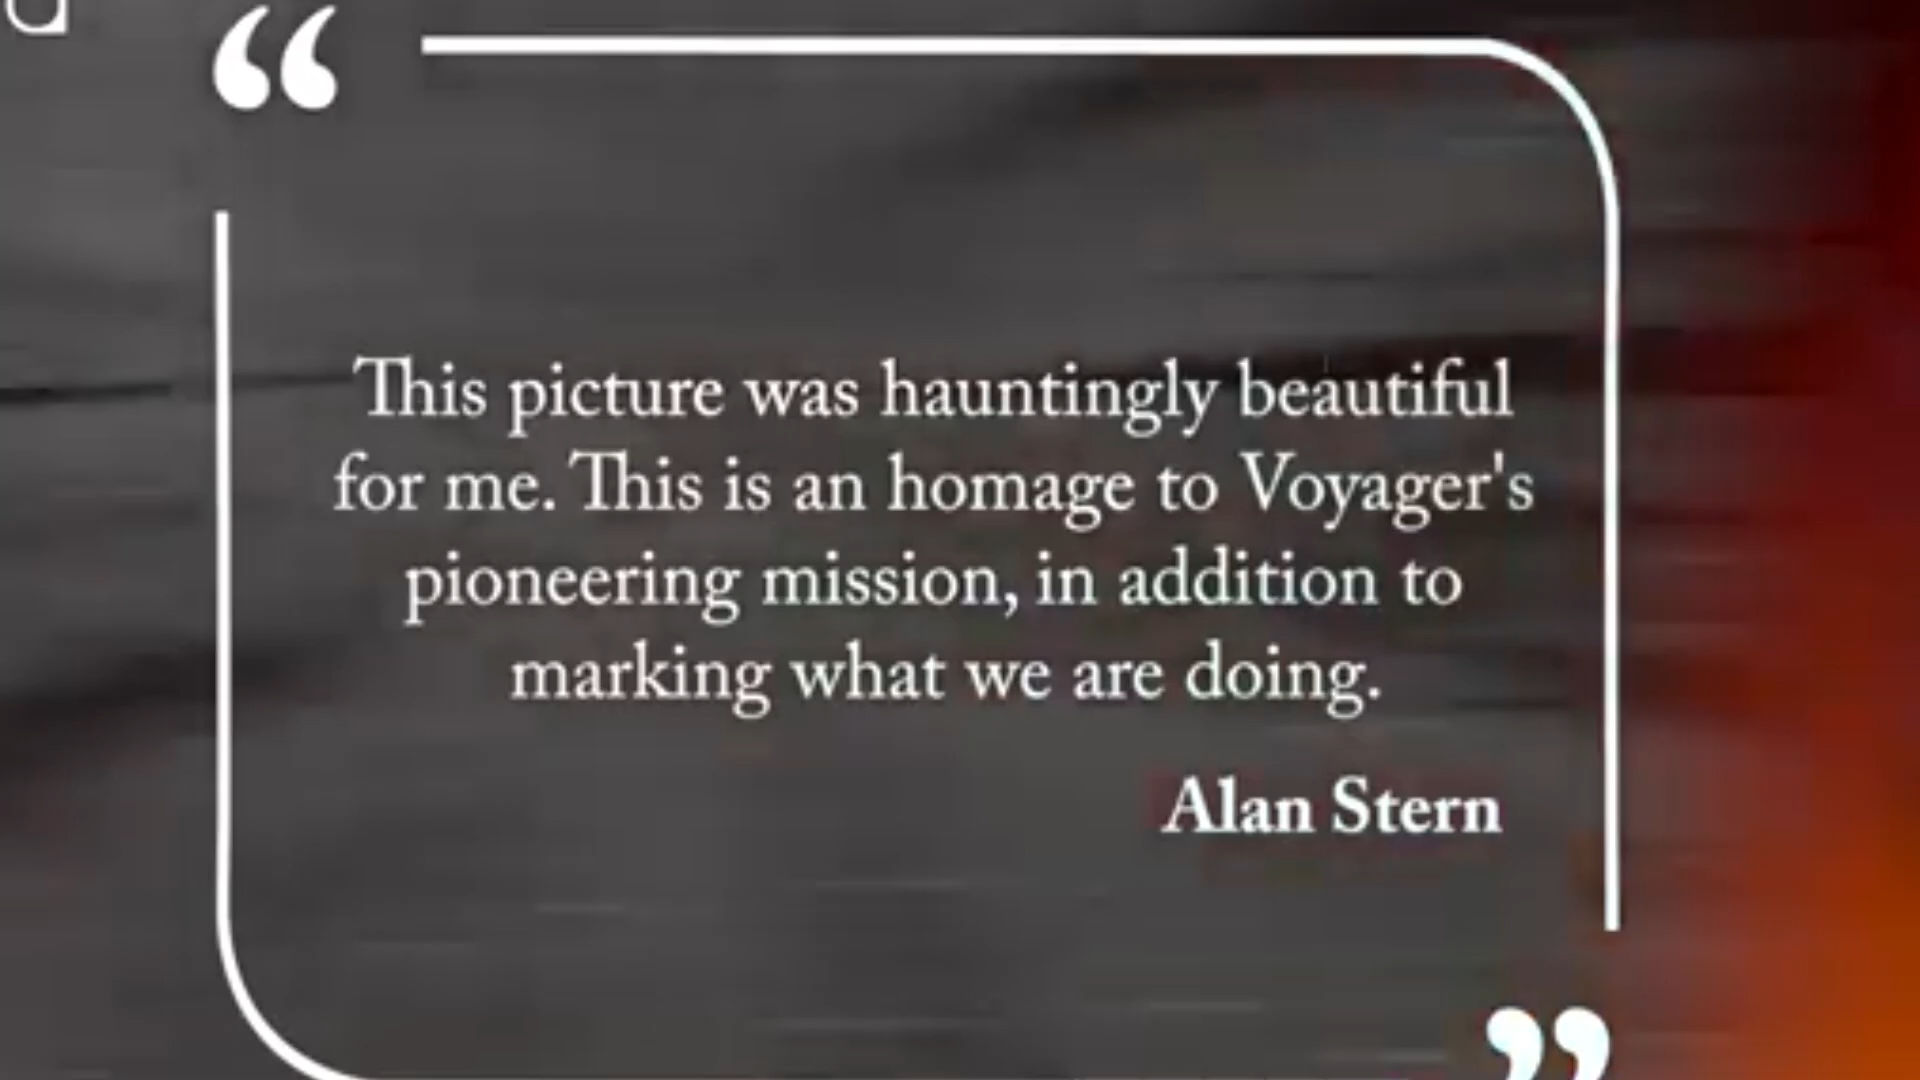 “
This picture was hauntingly beautiful
for me. This is an homage to Voyager's
pioneering mission, in addition to
marking what we are doing.
Alan Stern
”